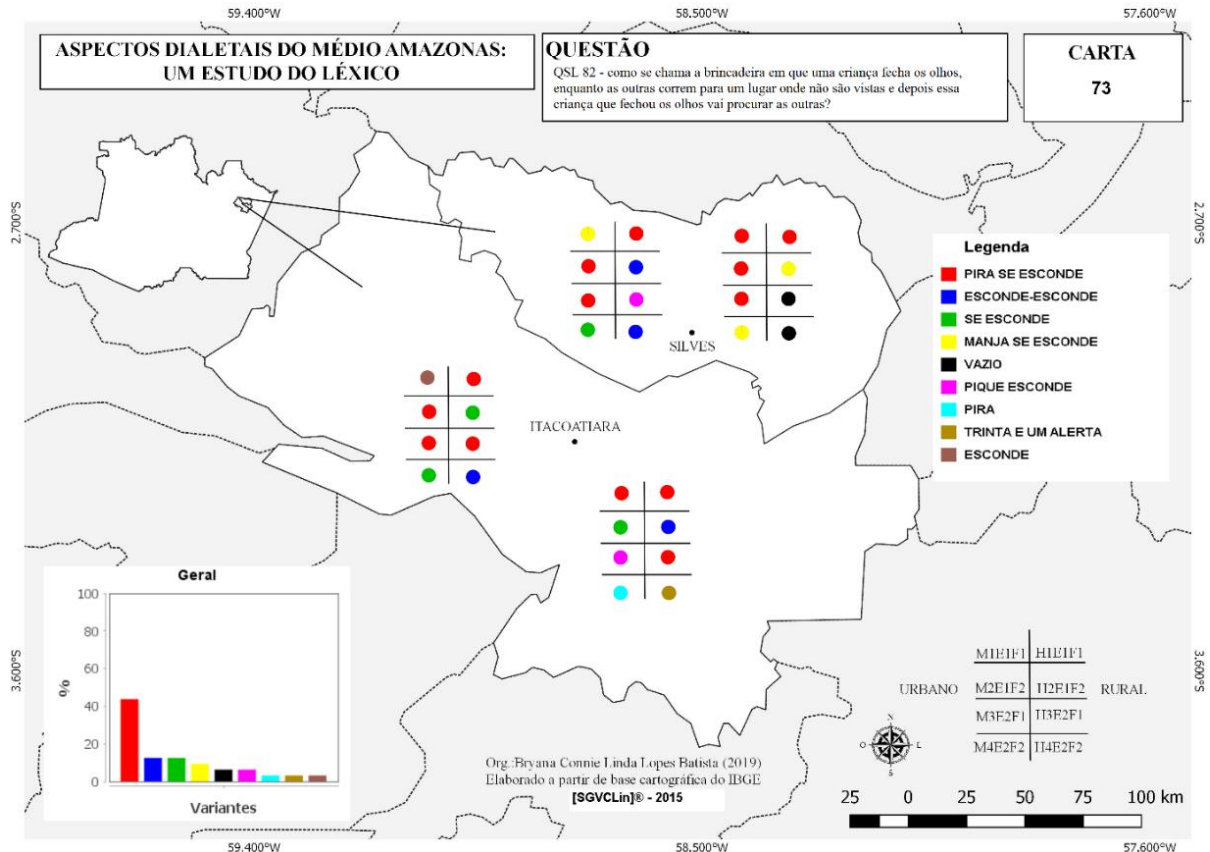 59.400°W
58.500°W
57.600°W
ASPECTOS DIALETAIS DO MÉDIO AMAZONAS:
UM ESTUDO DO LÉXICO
QUESTÃO
QSL 82 - como se chama a brincadeira em que uma criança fecha os olhos,
enquanto as outras correm para um lugar onde não são vistas e depois essa
criança que fechou os olhos vai procurar as outras?
CARTA
73
2.700°S
2.700°S
Legenda
PIRA SE ESCONDE
ESCONDE-ESCONDE
SE ESCONDE
MANJA SE ESCONDE
VAZIO
PIQUE ESCONDE
PIRA
TRINTA E UM ALERTA
ESCONDE
SILVES
ITACOATIARA
Geral
100
80
60
40
20
0
%
Variantes
3.600°S
3.600°S
M1E1F1 H1E1F1
URBANO M2E1F2 H2E1F2 RURAL
M3E2F1 H3E2F1
M4E2F2 H4E2F2
N
O L
S
Org.:Bryana Connie Linda Lopes Batista (2019)
Elaborado a partir de base cartográfica do IBGE
[SGVCLin]® - 2015
25 0 25 50 75 100 km
59.400°W
58.500°W
57.600°W